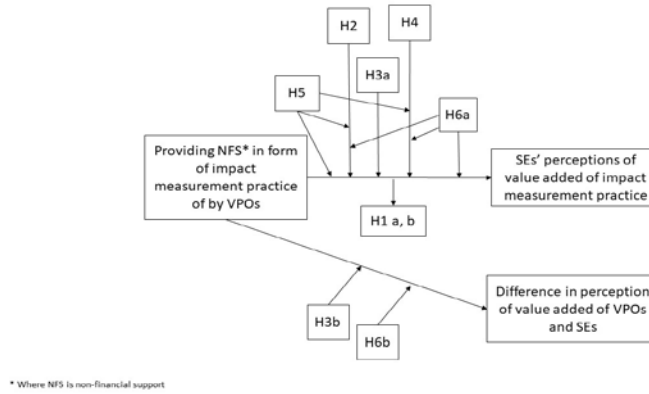 H2
H4
H3a
H5
H6a
Providing NFS* in form
of impact
measurement practice
of by VPOs
SEs' perceptions of
value added of impact
measurement practice
H1 a, b
H3b
H6b
Difference in perception
of value added of VPOs
and SEs
* Where NFS is non-financial support